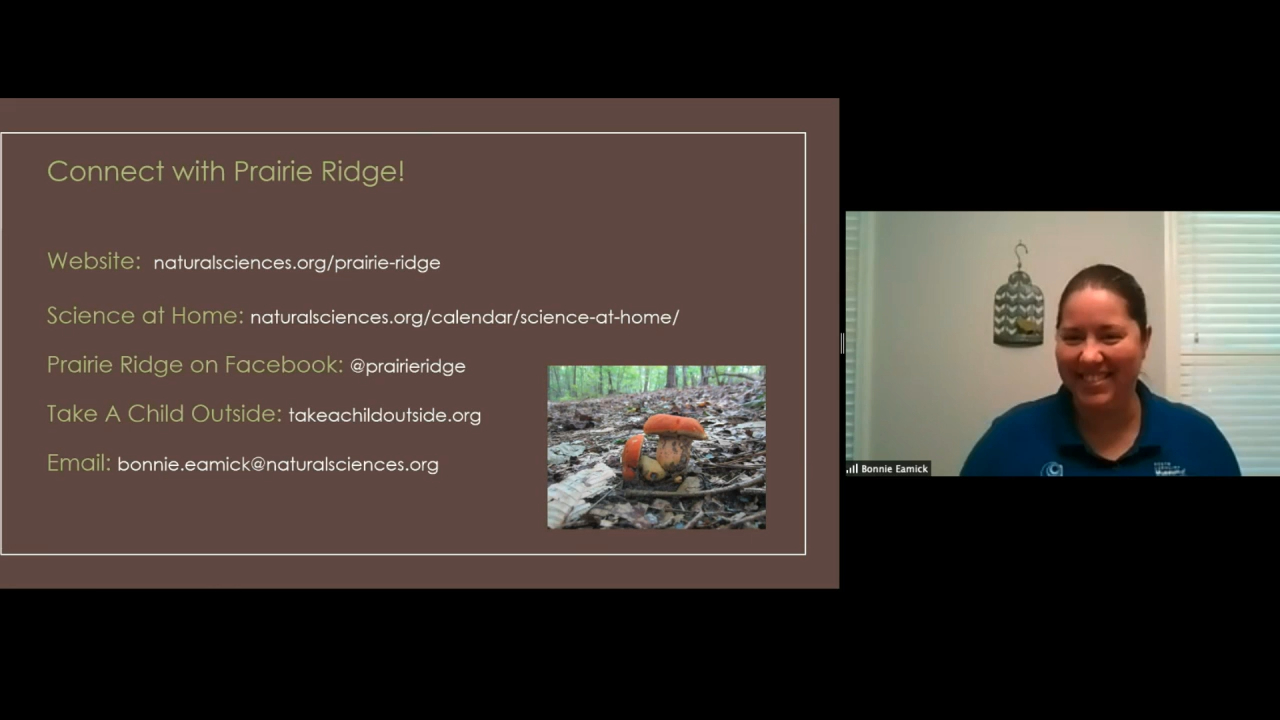 Connect with Prairie Ridge!
Website: naturalsciences.org/prairie-ridge
Science at Home: naturalsciences.org/calendar/science-at-home/
Prairie Ridge on Facebook: @prairieridge
Take A Child Outside: takeachildoutside.org
Email: bonnie.eamick@naturalsciences.org
Bonnie Eamick